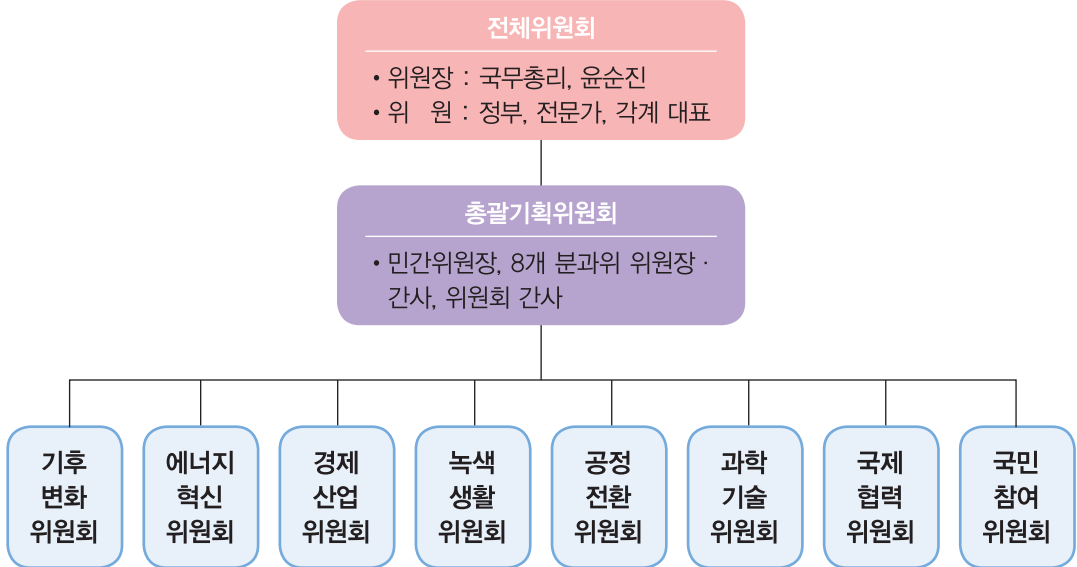 전체위원회
• 위원장 : 국무총리, 윤순진
• 위 원 : 정부, 전문가, 각계 대표
총괄기획위원회
• 민간위원장, 8개 분과위 위원장 ·
간사, 위원회 간사
기후
변화
위원회
에너지
혁신
위원회
경제
산업
위원회
녹색
생활
위원회
공정
전환
위원회
과학
기술
위원회
국제
협력
위원회
국민
참여
위원회